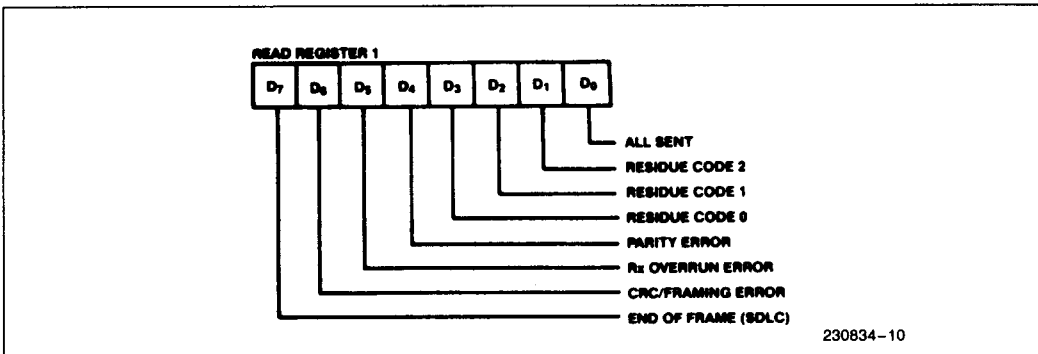 READ REGISTER 1
D7 D6 D5 D4 D3 D2 D1 D0
ALL SENT
RESIDUE CODE 2
RESIDUE CODE 1
RESIDUE CODE 0
PARITY ERROR
Rx OVERRUN ERROR
CRC/FRAMING ERROR
END OF FRAME (SDLC)
230834-10